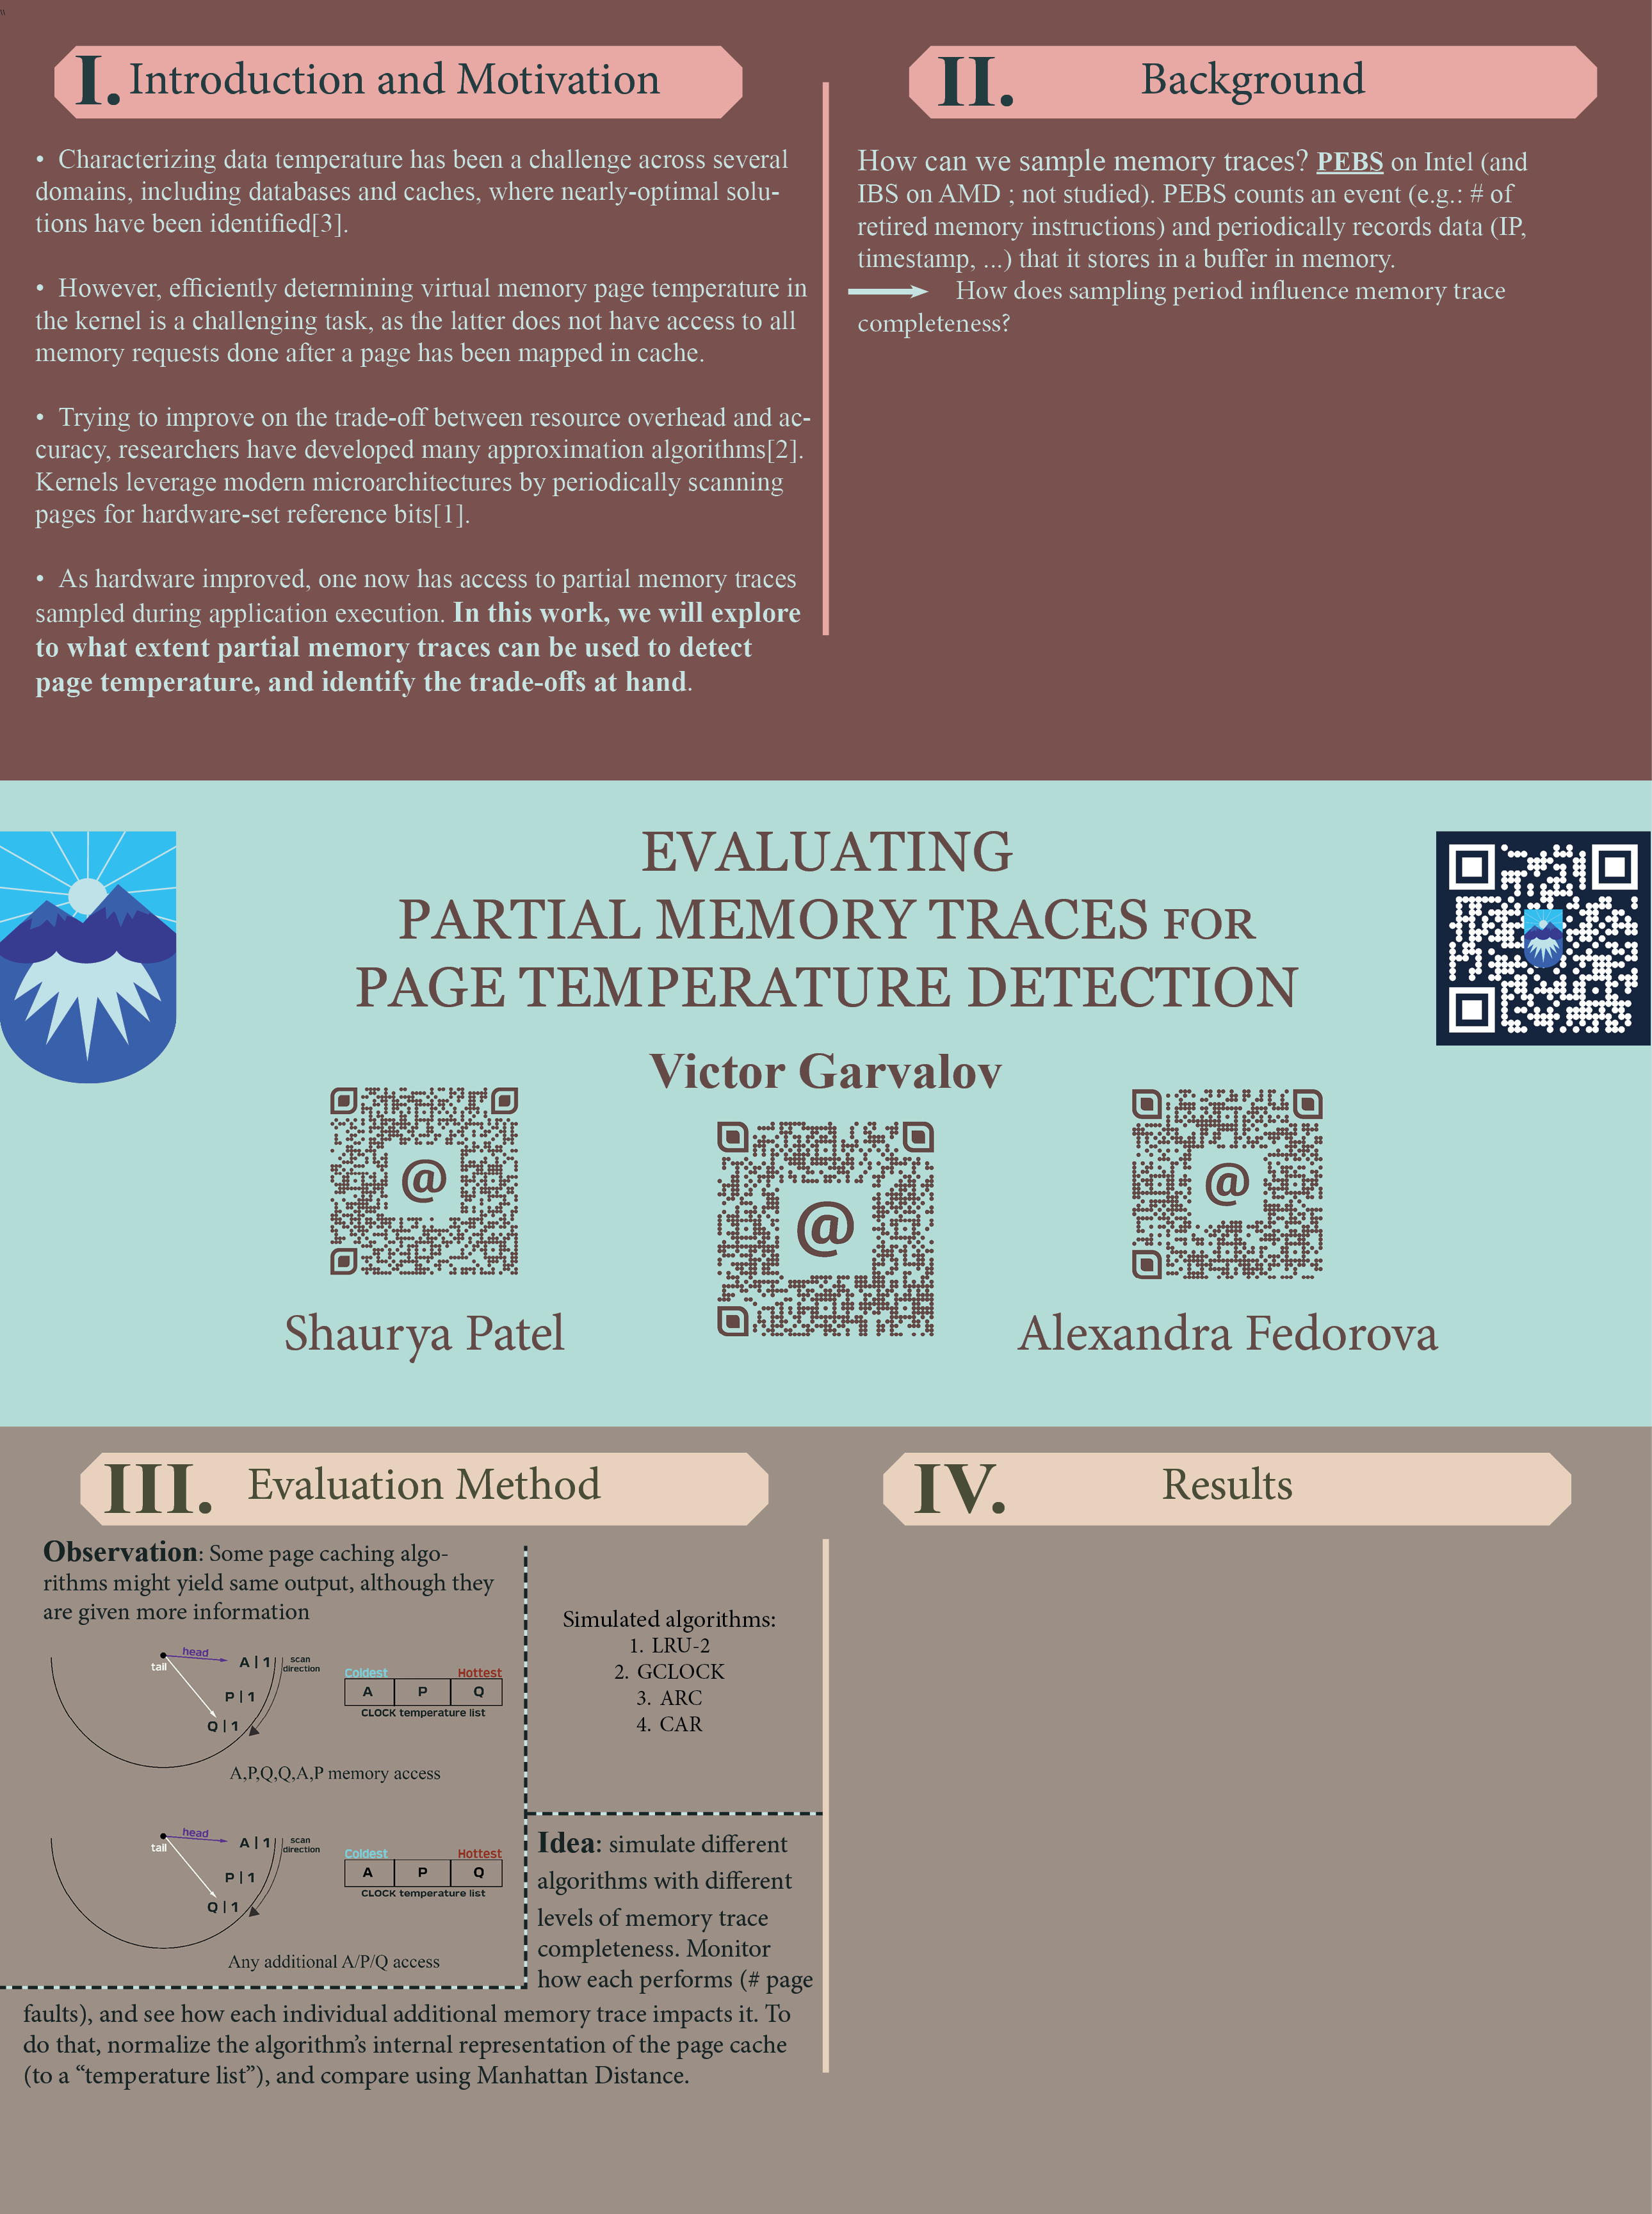 \\
I. Introduction and Motivation
• Characterizing data temperature has been a challenge across several
domains, including databases and caches, where nearly-optimal solu-
tions have been identified[3].
• However, efficiently determining virtual memory page temperature in
the kernel is a challenging task, as the latter does not have access to all
memory requests done after a page has been mapped in cache.
• Trying to improve on the trade-off between resource overhead and ac-
curacy, researchers have developed many approximation algorithms[2].
Kernels leverage modern microarchitectures by periodically scanning
pages for hardware-set reference bits[1].
• As hardware improved, one now has access to partial memory traces
sampled during application execution. In this work, we will explore
to what extent partial memory traces can be used to detect
page temperature, and identify the trade-offs at hand.
II. Background
How can we sample memory traces? PEBS on Intel (and
IBS on AMD ; not studied). PEBS counts an event (e.g.: # of
retired memory instructions) and periodically records data (IP,
timestamp, ...) that it stores in a buffer in memory.
How does sampling period influence memory trace
completeness?
EVALUATING
PARTIAL MEMORY TRACES FOR
PAGE TEMPERATURE DETECTION
Victor Garvalov
@
@
@
Shaurya Patel
Alexandra Fedorova
III. Evaluation Method
Observation: Some page caching algo-
rithms might yield same output, although they
are given more information
head
tail
A | 1
scan
direction
P | 1
Q | 1
Coldest Hottest
A P Q
CLOCK temperature list
A,P,Q,Q,A,P memory access
head
tail
A | 1
scan
direction
P | 1
Q | 1
Coldest Hottest
A P Q
CLOCK temperature list
Any additional A/P/Q access
Simulated algorithms:
1. LRU-2
2. GCLOCK
3. ARC
4. CAR
Idea: simulate different
algorithms with different
levels of memory trace
completeness. Monitor
how each performs (# page
faults), and see how each individual additional memory trace impacts it. To
do that, normalize the algorithm's internal representation of the page cache
(to a “temperature list”), and compare using Manhattan Distance.
IV. Results